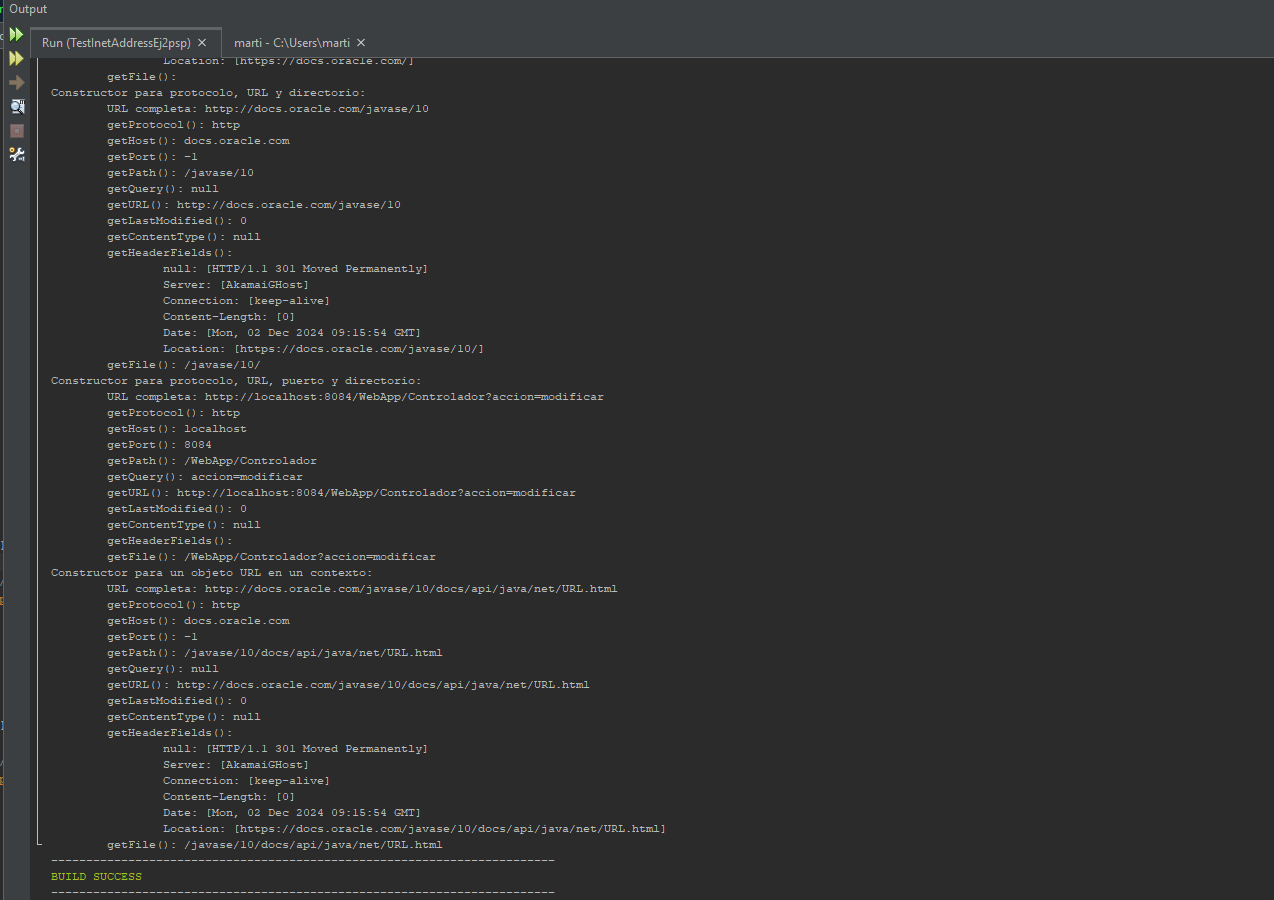 Output
Run (TestInetAddressEj2psp) × marti - C:\Users\marti ×
Location: [https://docs.oracle.com/]
getFile():
Constructor para protocolo, URL y directorio:
URL completa: http://docs.oracle.com/javase/10
getProtocol(): http
getHost(): docs.oracle.com
getPort(): -1
getPath(): /javase/10
getQuery(): null
getURL(): http://docs.oracle.com/javase/10
getLastModified(): 0
getContentType(): null
getHeaderFields():
null: [HTTP/1.1 301 Moved Permanently]
Server: [AkamaiGHost]
Connection: [keep-alive]
Content-Length: [0]
Date: [Mon, 02 Dec 2024 09:15:54 GMT]
Location: [https://docs.oracle.com/javase/10/]
getFile(): /javase/10/
Constructor para protocolo, URL, puerto y directorio:
URL completa: http://localhost:8084/WebApp/Controlador?accion=modificar
getProtocol(): http
getHost(): localhost
getPort(): 8084
getPath(): /WebApp/Controlador
getQuery(): accion=modificar
getURL(): http://localhost:8084/WebApp/Controlador?accion=modificar
getLastModified(): 0
getContentType(): null
getHeaderFields():
getFile(): /WebApp/Controlador?accion=modificar
Constructor para un objeto URL en un contexto:
URL completa: http://docs.oracle.com/javase/10/docs/api/java/net/URL.html
getProtocol(): http
getHost(): docs.oracle.com
getPort(): -1
getPath(): /javase/10/docs/api/java/net/URL.html
getQuery(): null
getURL(): http://docs.oracle.com/javase/10/docs/api/java/net/URL.html
getLastModified(): 0
getContentType(): null
getHeaderFields():
null: [HTTP/1.1 301 Moved Permanently]
Server: [AkamaiGHost]
Connection: [keep-alive]
Content-Length: [0]
Date: [Mon, 02 Dec 2024 09:15:54 GMT]
Location: [https://docs.oracle.com/javase/10/docs/api/java/net/URL.html]
getFile(): /javase/10/docs/api/java/net/URL.html
------------------------------------------------------------------------
BUILD SUCCESS
------------------------------------------------------------------------